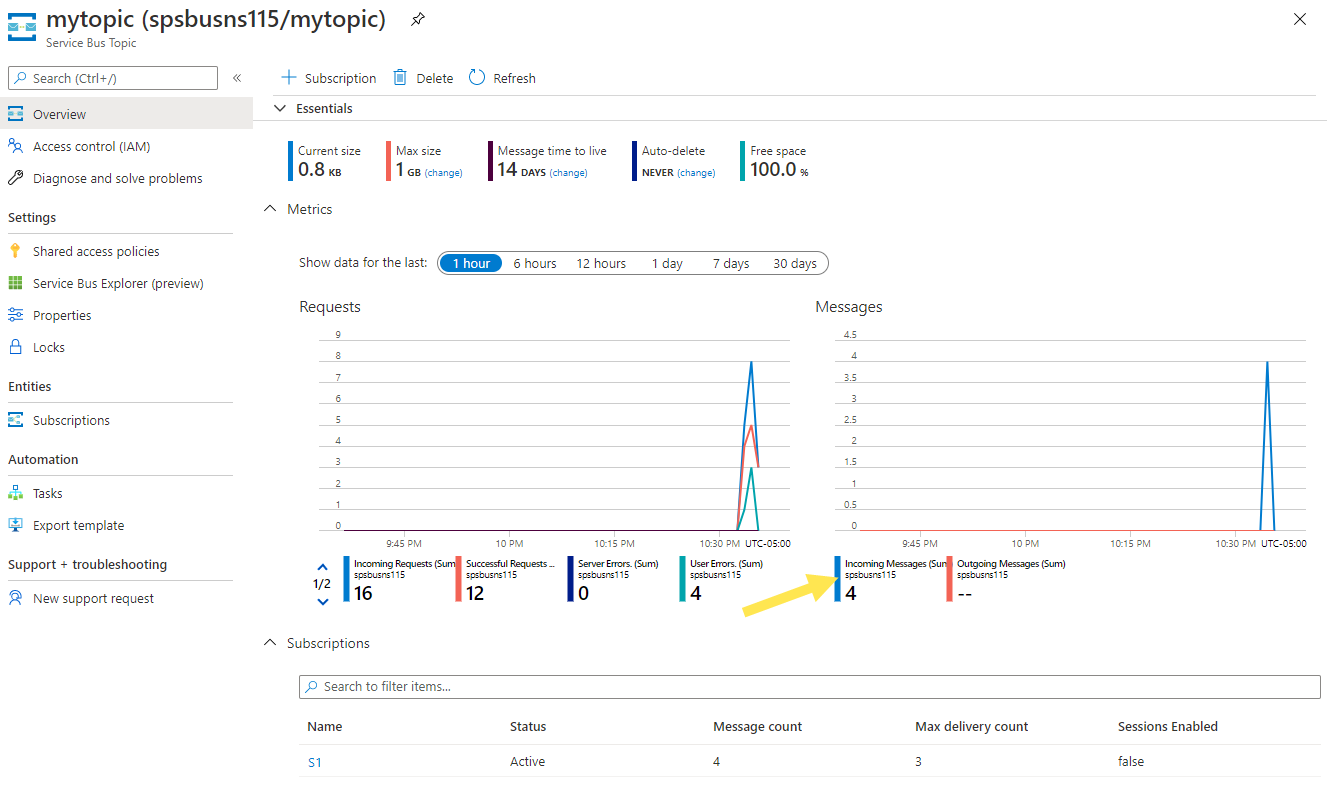 mytopic (spsbusns115/mytopic)
Service Bus Topic
Search (Ctrl+/)
«
Subscription Delete Refresh
Overview
Access control (IAM)
Diagnose and solve problems
Settings
Shared access policies
Service Bus Explorer (preview)
Properties
Locks
Entities
Subscriptions
Automation
Tasks
Export template
Support + troubleshooting
New support request
Essentials
Current size Max size Message time to live Auto-delete Free space
0.8 KB 1 GB (change) 14 DAYS (change) NEVER (change) 100.0 %
Metrics
Show data for the last: 1 hour 6 hours 12 hours 1 day 7 days 30 days
Requests
9
8
7
6
5
4
3
2
1
0
9:45 PM 10 PM 10:15 PM 10:30 PM UTC-05:00
1/2
Incoming Requests (Sum)
spsbusns115
16
Successful Requests ...
spsbusns115
12
Server Errors. (Sum)
spsbusns115
0
User Errors. (Sum)
spsbusns115
4
Messages
4.5
4
3.5
3
2.5
2
1.5
1
0.5
0
9:45 PM 10 PM 10:15 PM 10:30 PM UTC-05:00
Incoming Messages (Sum)
spsbusns115
4
Outgoing Messages (Sum)
spsbusns115
--
Subscriptions
Search to filter items...
Name Status Message count Max delivery count Sessions Enabled
S1 Active 4 3 false